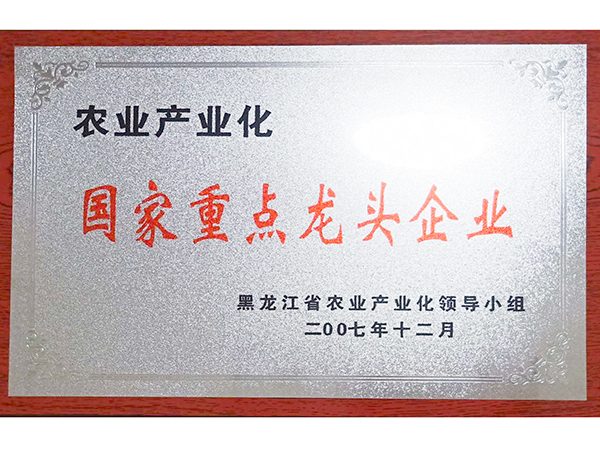 农业产业化
国家重点龙头企业
黑龙江省农业产业化领导小组
二00七年十二月